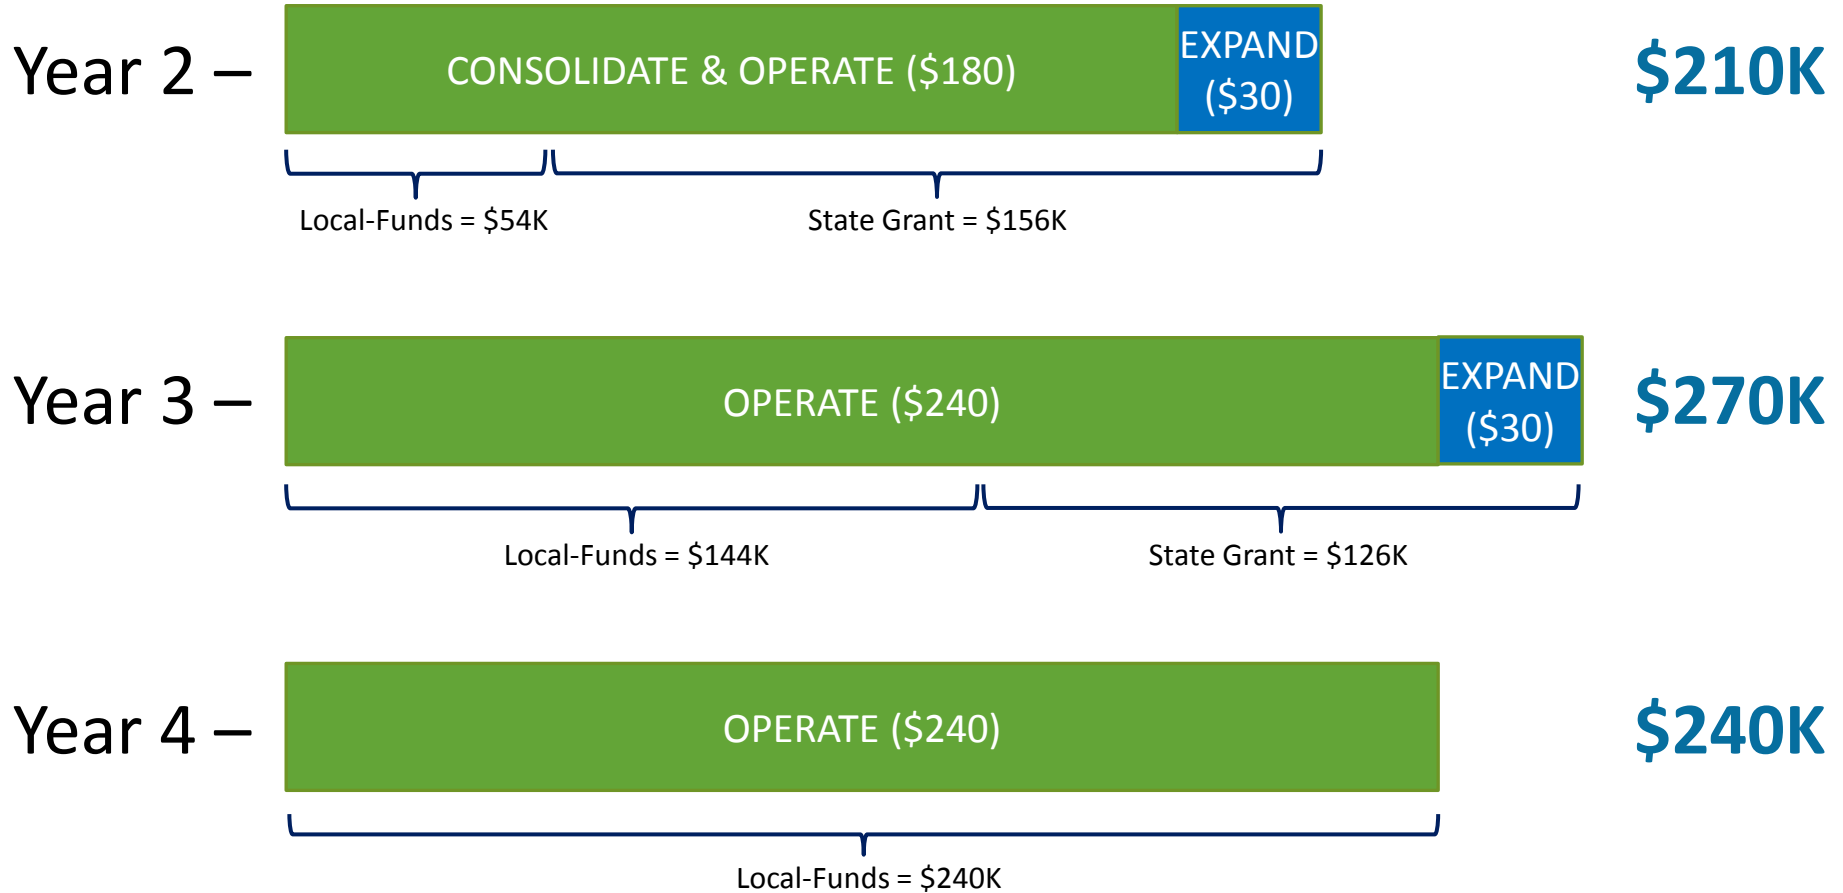 Year 2 –
CONSOLIDATE & OPERATE ($180)
EXPAND
($30)
$210K
Local-Funds = $54K
State Grant = $156K
Year 3 –
OPERATE ($240)
EXPAND
($30)
$270K
Local-Funds = $144K
State Grant = $126K
Year 4 –
OPERATE ($240)
$240K
Local-Funds = $240K